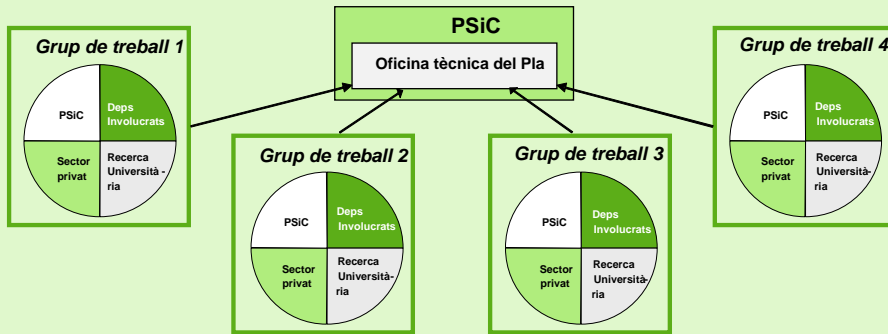 PSiC
Oficina tècnica del Pla
Grup de treball 1
PSiC
Deps
Involucrats
Sector
privat
Recerca
Università -
ria
Grup de treball 2
PSiC
Deps
Involucrats
Sector
privat
Recerca
Università-
ria
Grup de treball 3
PSiC
Deps
Involucrats
Sector
privat
Recerca
Università-
ria
Grup de treball 4
PSiC
Deps
Involucrats
Sector
privat
Recerca
Università -
ria